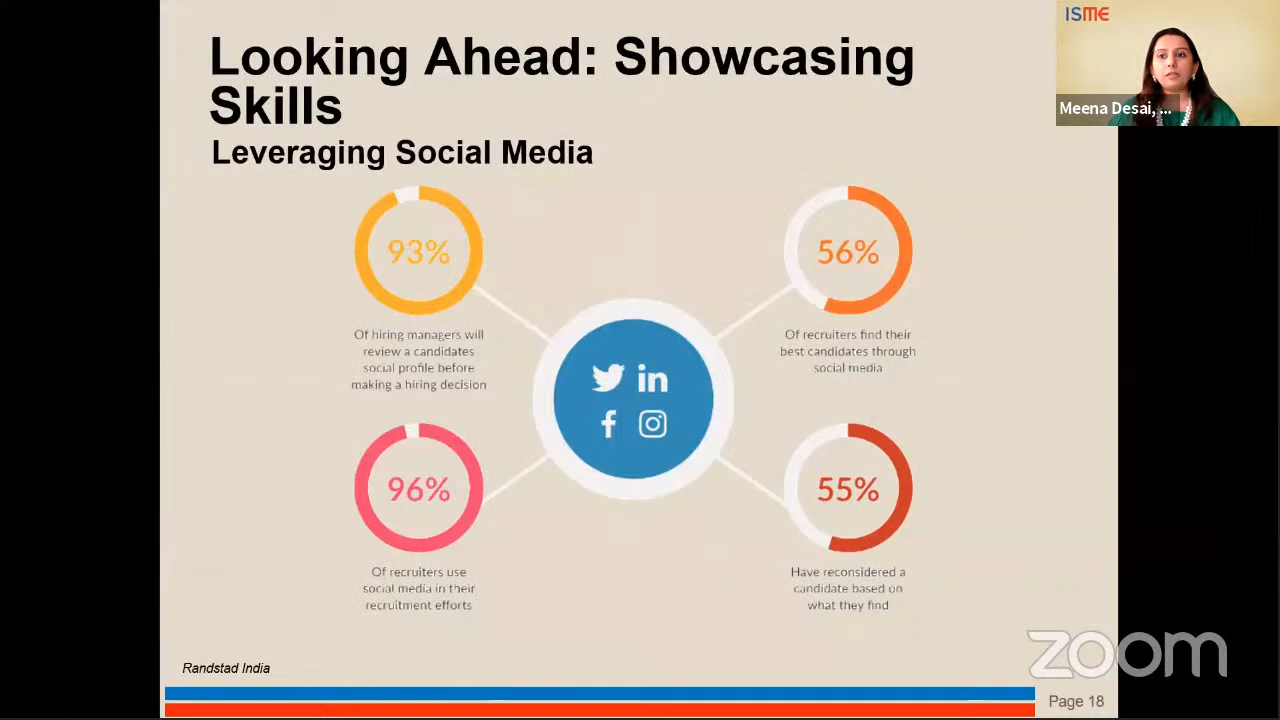 Looking Ahead: Showcasing
Skills
Leveraging Social Media
93%
Of hiring managers will
review a candidates
social profile before
making a hiring decision
56%
Of recruiters find their
best candidates through
social media
in
f
96%
Of recruiters use
social media in their
recruitment efforts
55%
Have reconsidered a
candidate based on
what they find
Randstad India
Page 18
ISME
Meena Desai, ...
zoom